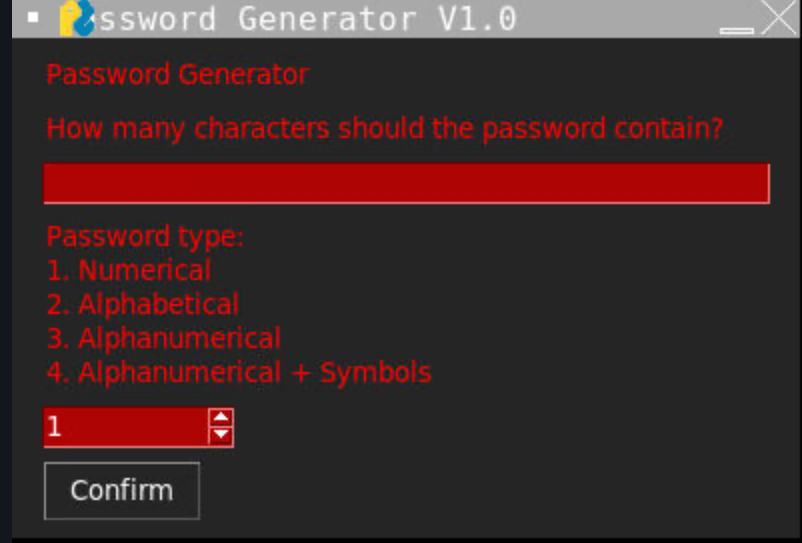 ssword Generator V1.0
Password Generator
How many characters should the password contain?
Password type:
1. Numerical
2. Alphabetical
3. Alphanumerical
4. Alphanumerical + Symbols
1
Confirm